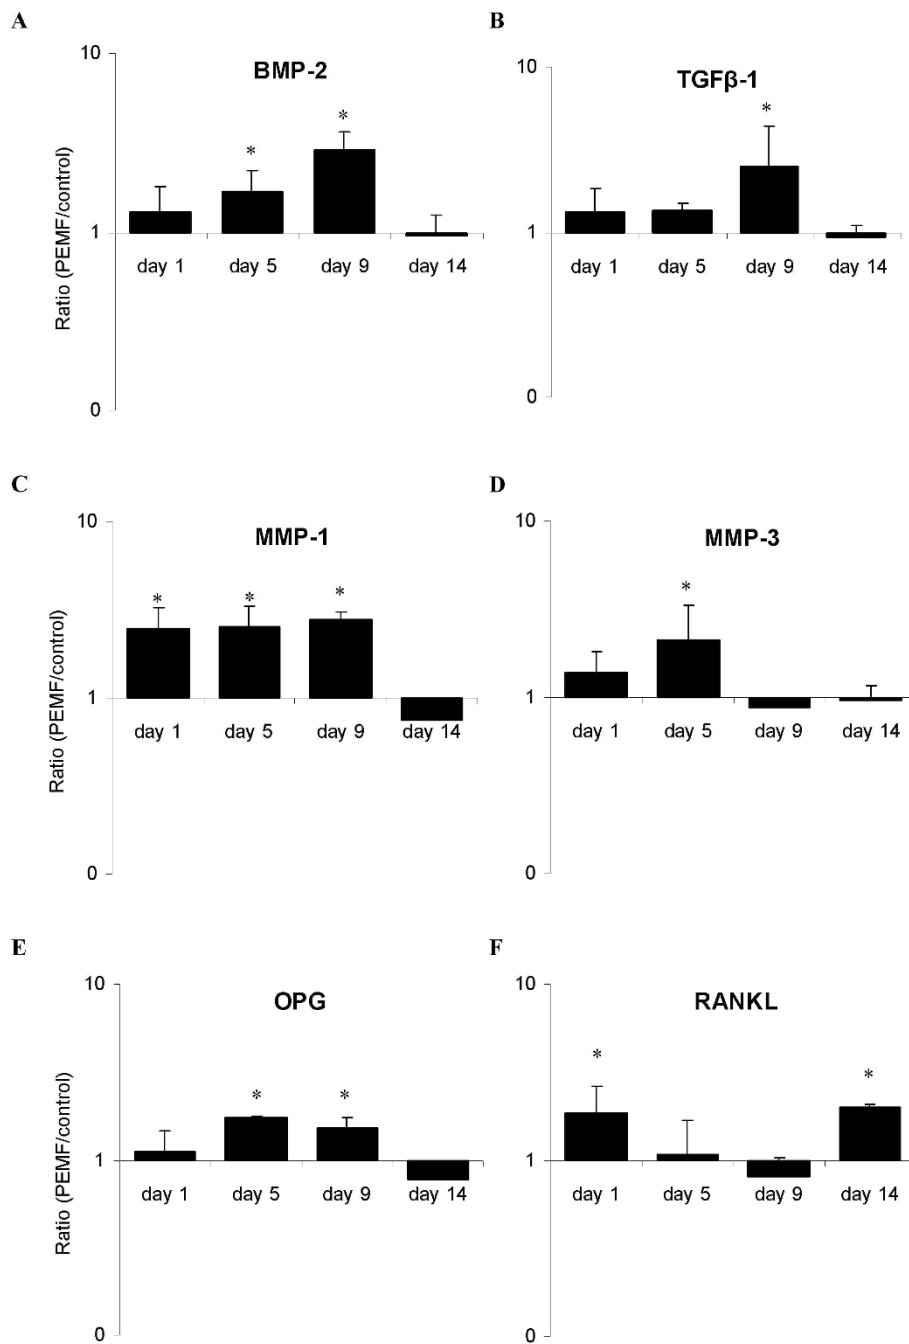 A
B
10
BMP-2
*
*
1
day 1 day 5 day 9 day 14
0
Ratio (PEMF/control)
10
TGFβ-1
*
1
day 1 day 5 day 9 day 14
0
C
D
10
MMP-1
* * *
1
day 1 day 5 day 9 day 14
0
Ratio (PEMF/control)
10
MMP-3
*
1
day 1 day 5 day 9 day 14
0
E
F
10
OPG
* *
1
day 1 day 5 day 9 day 14
0
Ratio (PEMF/control)
10
RANKL
*
*
1
day 1 day 5 day 9 day 14
0